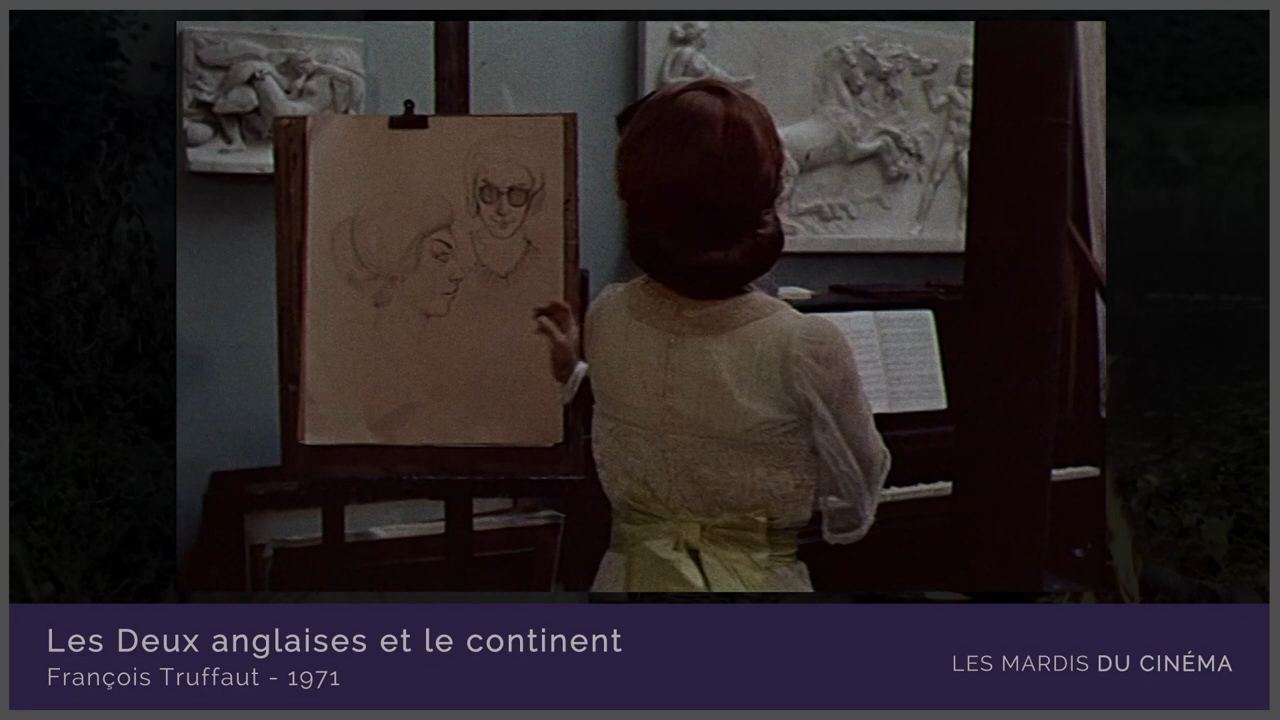 Les Deux anglaises et le continent
François Truffaut - 1971
LES MARDIS DU CINÉMA